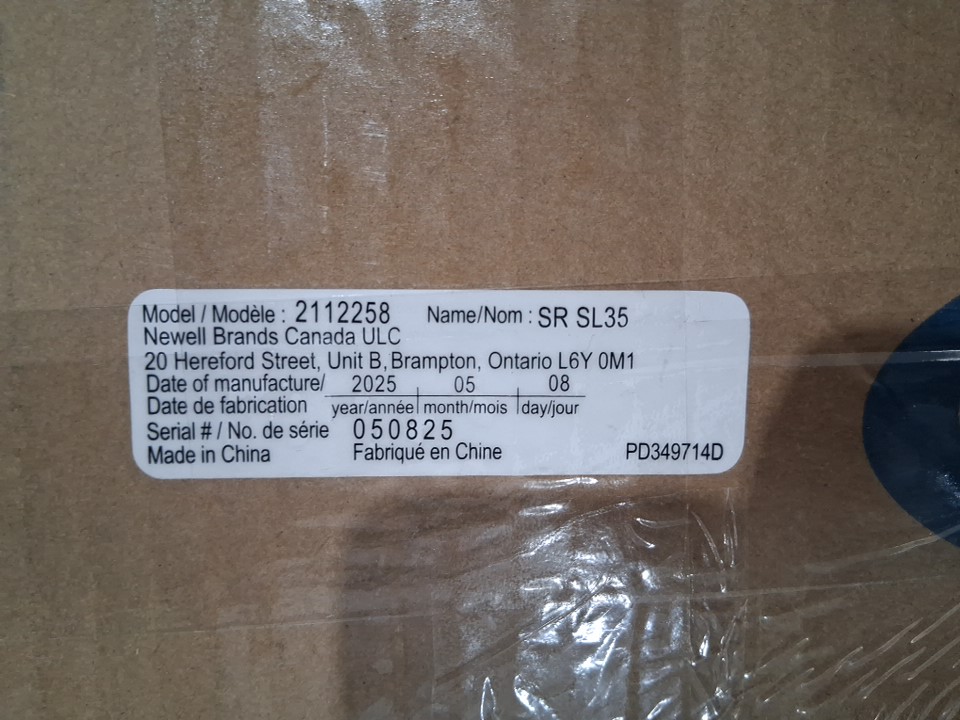 Model / Modèle : 2112258 Name/Nom : SR SL35
Newell Brands Canada ULC
20 Hereford Street, Unit B, Brampton, Ontario L6Y 0M1
Date of manufacture/ 2025 05 08
Date de fabrication year/année month/mois day/jour
Serial # / No. de série 050825
Made in China Fabriqué en Chine PD349714D